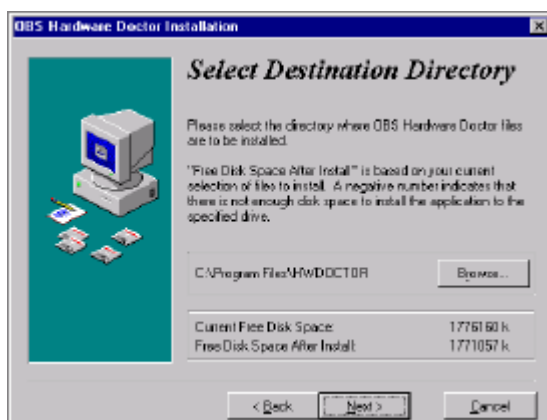 OBS Hardware Doctor Installation
Select Destination Directory
Please select the directory where OBS Hardware Doctor files
are to be installed.
"Free Disk Space After Install" is based on your current
selection of files to install. A negative number indicates that
there is not enough disk space to install the application to the
specified drive.
C:\Program Files\HWDOCTOR
Browse...
Current Free Disk Space: 1776160 k
Free Disk Space After Install: 1771057 k
< Back
Next >
Cancel